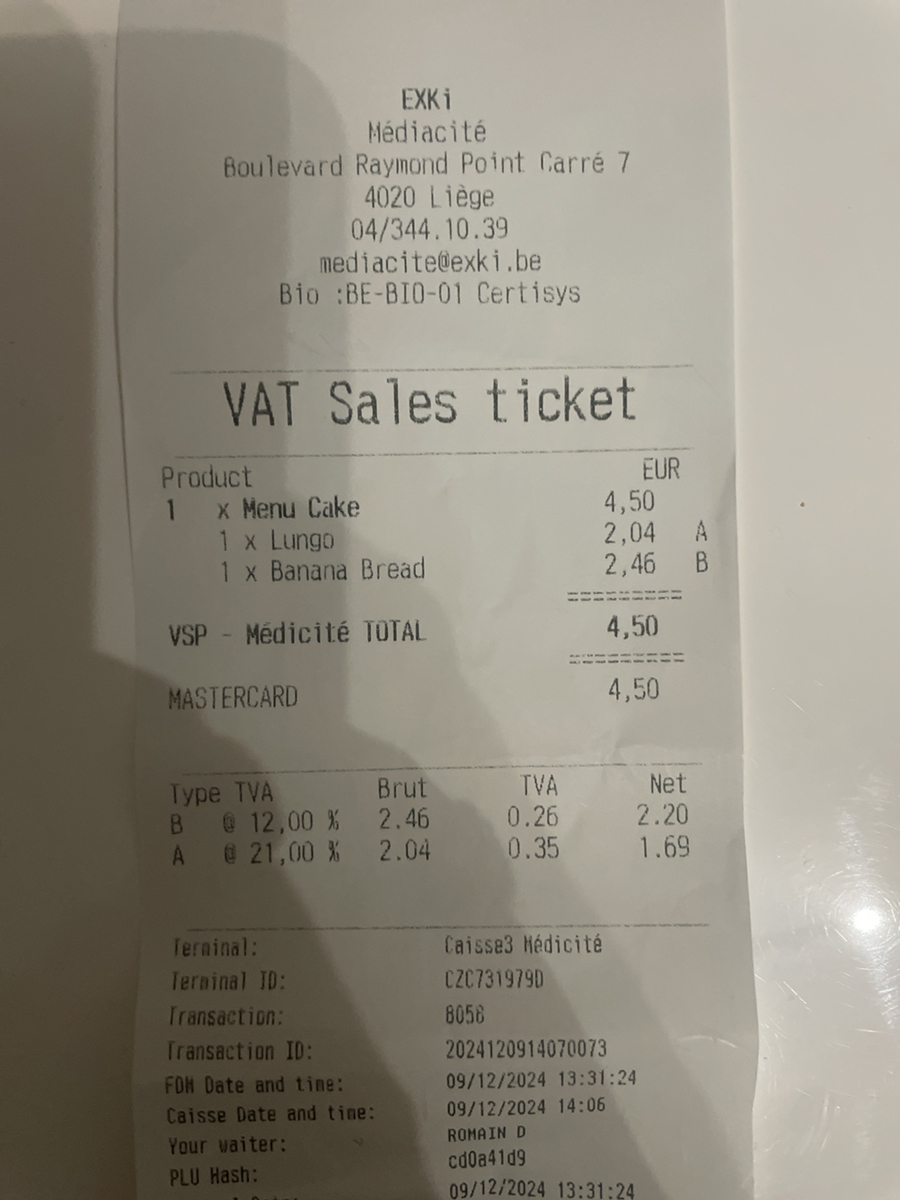 EXKi
Médiacité
Boulevard Raymond Point Carré 7
4020 Liège
04/344.10.39
mediacite@exki.be
Bio :BE-BIO-01 Certisys
VAT Sales ticket
Product EUR
1 x Menu Cake 4,50
1 x Lungo 2,04 A
1 x Banana Bread 2,46 B
=========
VSP - Médicité TOTAL 4,50
=========
MASTERCARD 4,50
Type TVA Brut TVA Net
B @ 12,00 % 2.46 0.26 2.20
A @ 21,00 % 2.04 0.35 1.69
Terminal: Caisse3 Médicité
Terminal ID: CZC731979D
Transaction: 8058
Transaction ID: 2024120914070073
FDM Date and time: 09/12/2024 13:31:24
Caisse Date and time: 09/12/2024 14:06
Your waiter: ROMAIN D
PLU Hash: cd0a41d9
09/12/2024 13:31:24